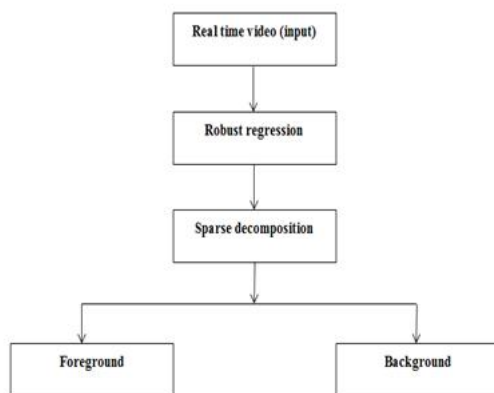 Real time video (input)
Robust regression
Sparse decomposition
Foreground
Background